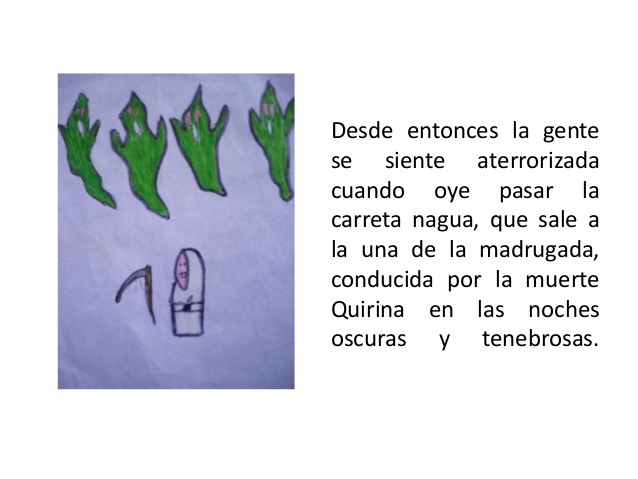 Desde entonces la gente
se siente aterrorizada
cuando oye pasar la
carreta nagua, que sale a
la una de la madrugada,
conducida por la muerte
Quirina en las noches
oscuras y tenebrosas.